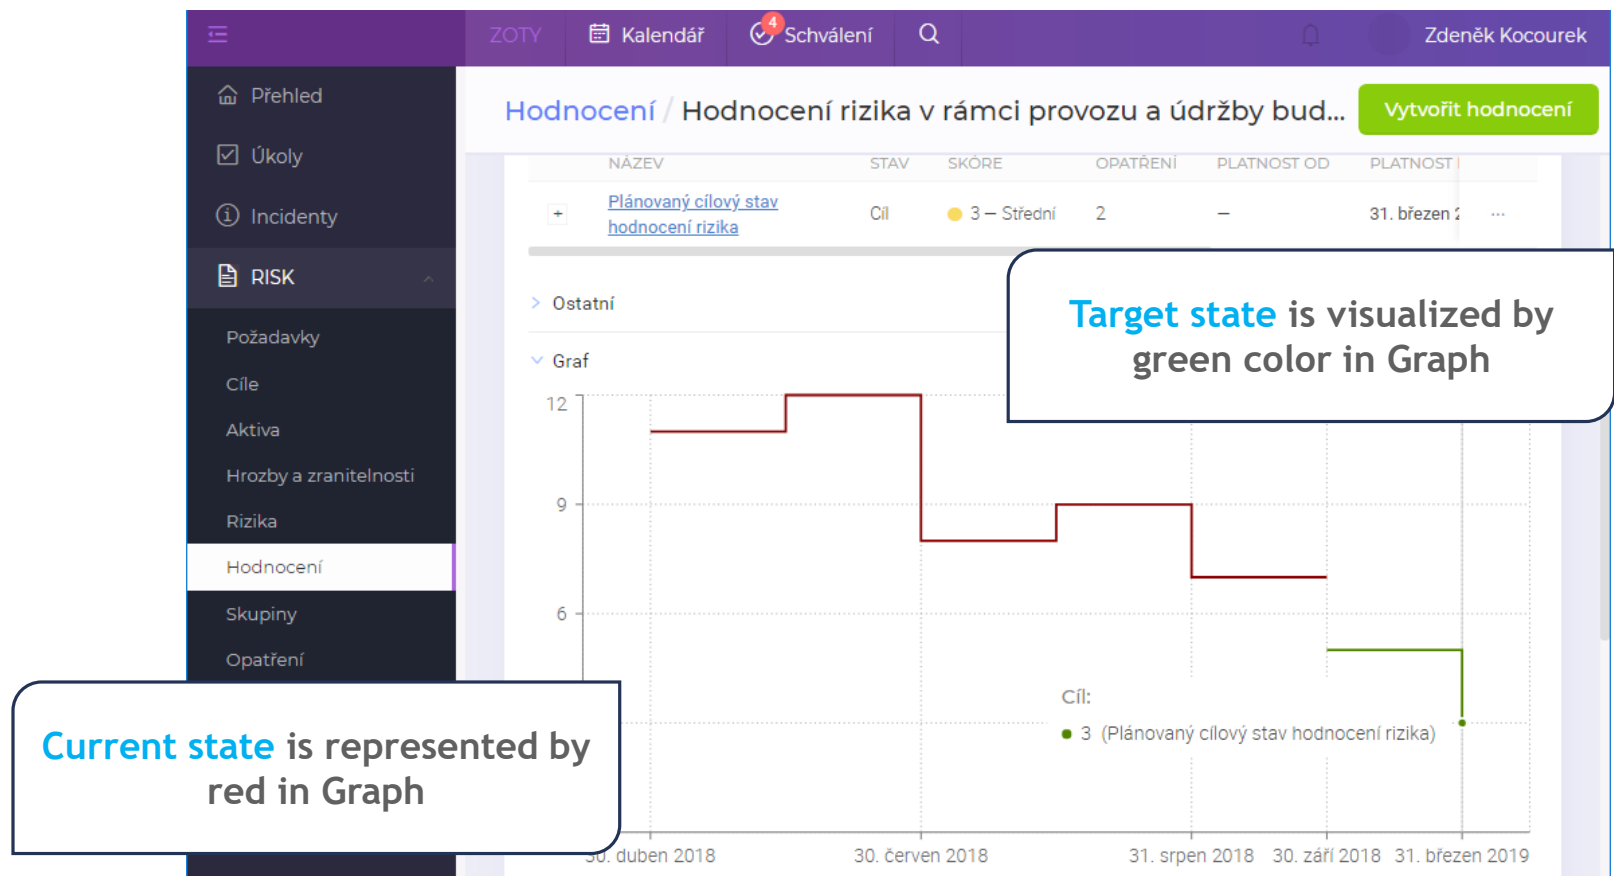 ZOTY
Kalendář
4
Schválení
Zdeněk Kocourek
Přehled
Úkoly
Incidenty
RISK
Požadavky
Cíle
Aktiva
Hrozby a zranitelnosti
Rizika
Hodnocení
Skupiny
Opatření
Hodnocení / Hodnocení rizika v rámci provozu a údržby bud...
Vytvořit hodnocení
NÁZEV STAV SKÓRE OPATŘENÍ PLATNOST OD PLATNOST
Plánovaný cílový stav
hodnocení rizika
Cíl
3 – Střední
2
–
31. březen
...
Ostatní
Graf
Target state is visualized by
green color in Graph
12
9
6
Cíl:
3 (Plánovaný cílový stav hodnocení rizika)
Current state is represented by
red in Graph
30. duben 2018 30. červen 2018 31. srpen 2018 30. září 2018 31. březen 2019